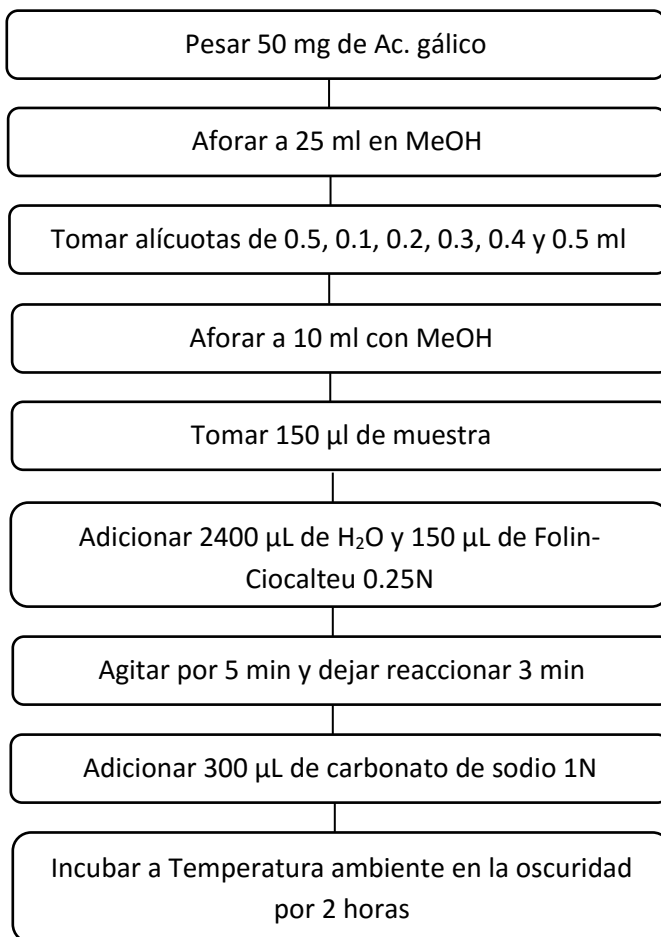 Pesar 50 mg de Ac. gálico
Aforar a 25 ml en MeOH
Tomar alícuotas de 0.5, 0.1, 0.2, 0.3, 0.4 y 0.5 ml
Aforar a 10 ml con MeOH
Tomar 150 µl de muestra
Adicionar 2400 µL de H₂O y 150 µL de Folin-
Ciocalteu 0.25N
Agitar por 5 min y dejar reaccionar 3 min
Adicionar 300 µL de carbonato de sodio 1N
Incubar a Temperatura ambiente en la oscuridad
por 2 horas